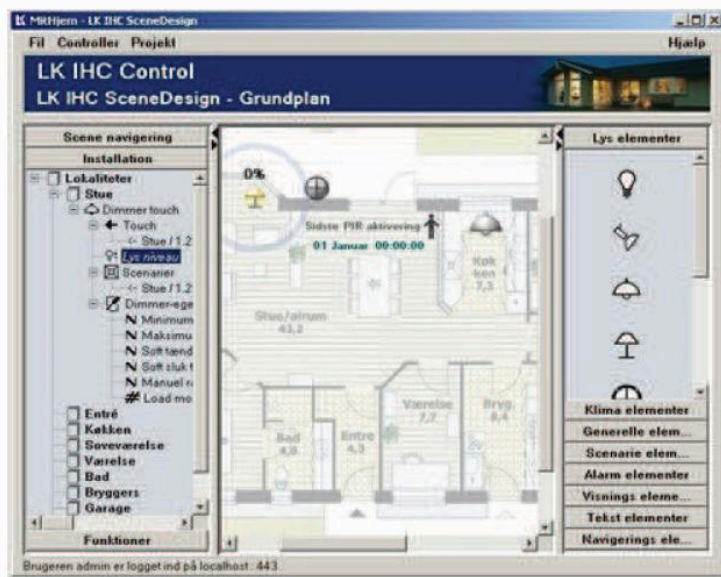 MRHjem - LK IHC SceneDesign
Fil Controller Projekt Hjælp
LK IHC Control
LK IHC SceneDesign - Grundplan
Scene navigering
Installation
Lokaliteter
Stue
Dimmer touch
Touch
Stue / 1.2
Lys niveau
Scenarier
Stue / 1.2
Dimmer-ege
Minimum
Maksimu
Soft tænd
Soft sluk t
Manuel ra
Load mo
Entré
Køkken
Soveværelse
Værelse
Bad
Bryggers
Garage
Funktioner
0%
Sidste PIR aktivering
01 Januar 00:00:00
Køk
ken
7,3
Stue/alrum
43,2
Værelse
7,7
Bryg.
8,4
Bad
4,8
Entre
4,3
Lys elementer
Klima elementer
Generelle elem...
Scenarie elem...
Alarm elementer
Visnings eleme...
Tekst elementer
Navigerings ele...
Brugeren admin er logget ind på localhost : 443